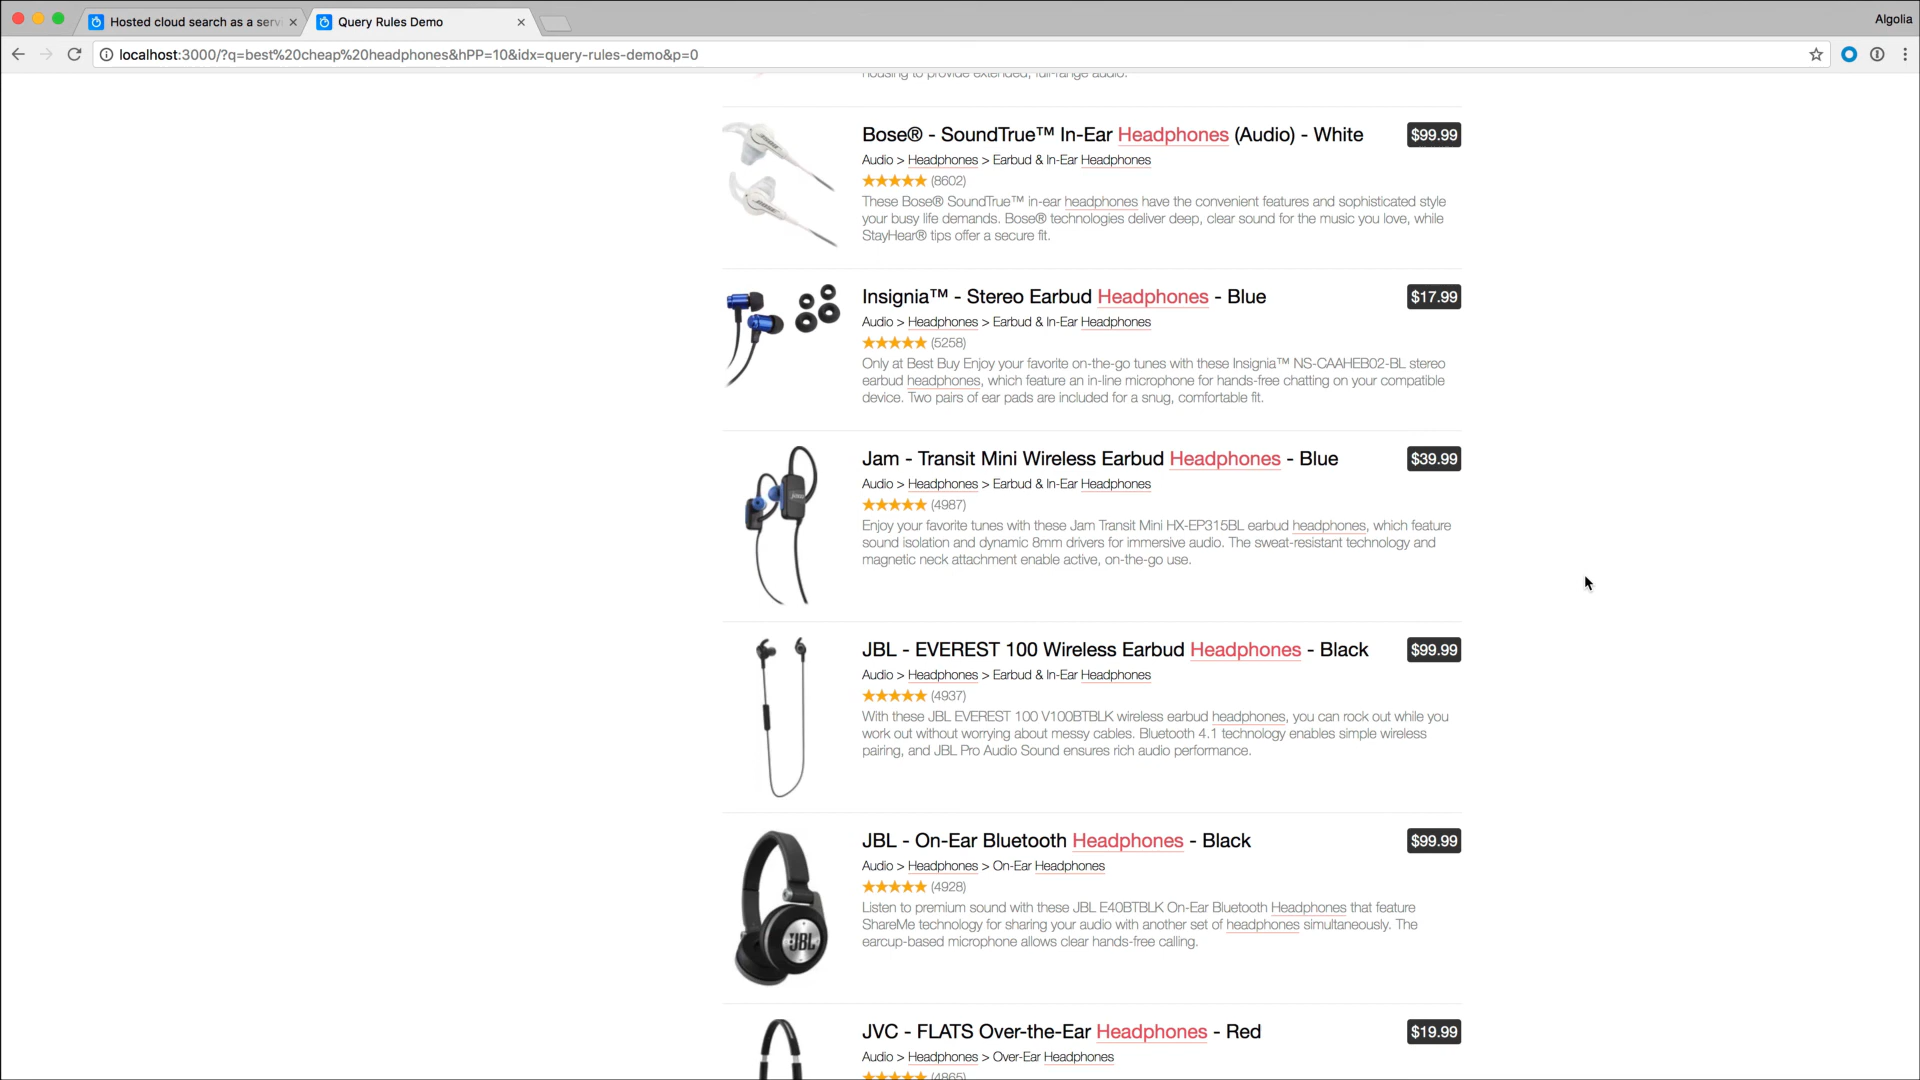 Hosted cloud search as a serv
Query Rules Demo
Algolia
localhost:3000/?q=best%20cheap%20headphones&hPP=10&idx=query-rules-demo&p=0
housing to provide extended, full-range audio.
Bose® - SoundTrue™ In-Ear Headphones (Audio) - White
$99.99
Audio > Headphones > Earbud & In-Ear Headphones
★★★★★ (8602)
These Bose® SoundTrue™ in-ear headphones have the convenient features and sophisticated style
your busy life demands. Bose® technologies deliver deep, clear sound for the music you love, while
StayHear® tips offer a secure fit.
Insignia™ - Stereo Earbud Headphones - Blue
$17.99
Audio > Headphones > Earbud & In-Ear Headphones
★★★★★ (5258)
Only at Best Buy Enjoy your favorite on-the-go tunes with these Insignia™ NS-CAAHEB02-BL stereo
earbud headphones, which feature an in-line microphone for hands-free chatting on your compatible
device. Two pairs of ear pads are included for a snug, comfortable fit.
Jam - Transit Mini Wireless Earbud Headphones - Blue
$39.99
Audio > Headphones > Earbud & In-Ear Headphones
★★★★★ (4987)
Enjoy your favorite tunes with these Jam Transit Mini HX-EP315BL earbud headphones, which feature
sound isolation and dynamic 8mm drivers for immersive audio. The sweat-resistant technology and
magnetic neck attachment enable active, on-the-go use.
JBL - EVEREST 100 Wireless Earbud Headphones - Black
$99.99
Audio > Headphones > Earbud & In-Ear Headphones
★★★★★ (4937)
With these JBL EVEREST 100 V100BTBLK wireless earbud headphones, you can rock out while you
work out without worrying about messy cables. Bluetooth 4.1 technology enables simple wireless
pairing, and JBL Pro Audio Sound ensures rich audio performance.
JBL - On-Ear Bluetooth Headphones - Black
$99.99
Audio > Headphones > On-Ear Headphones
★★★★★ (4928)
Listen to premium sound with these JBL E40BTBLK On-Ear Bluetooth Headphones that feature
ShareMe technology for sharing your audio with another set of headphones simultaneously. The
earcup-based microphone allows clear hands-free calling.
JBL
JVC - FLATS Over-the-Ear Headphones - Red
$19.99
Audio > Headphones > Over-Ear Headphones
★★★★★ (4865)